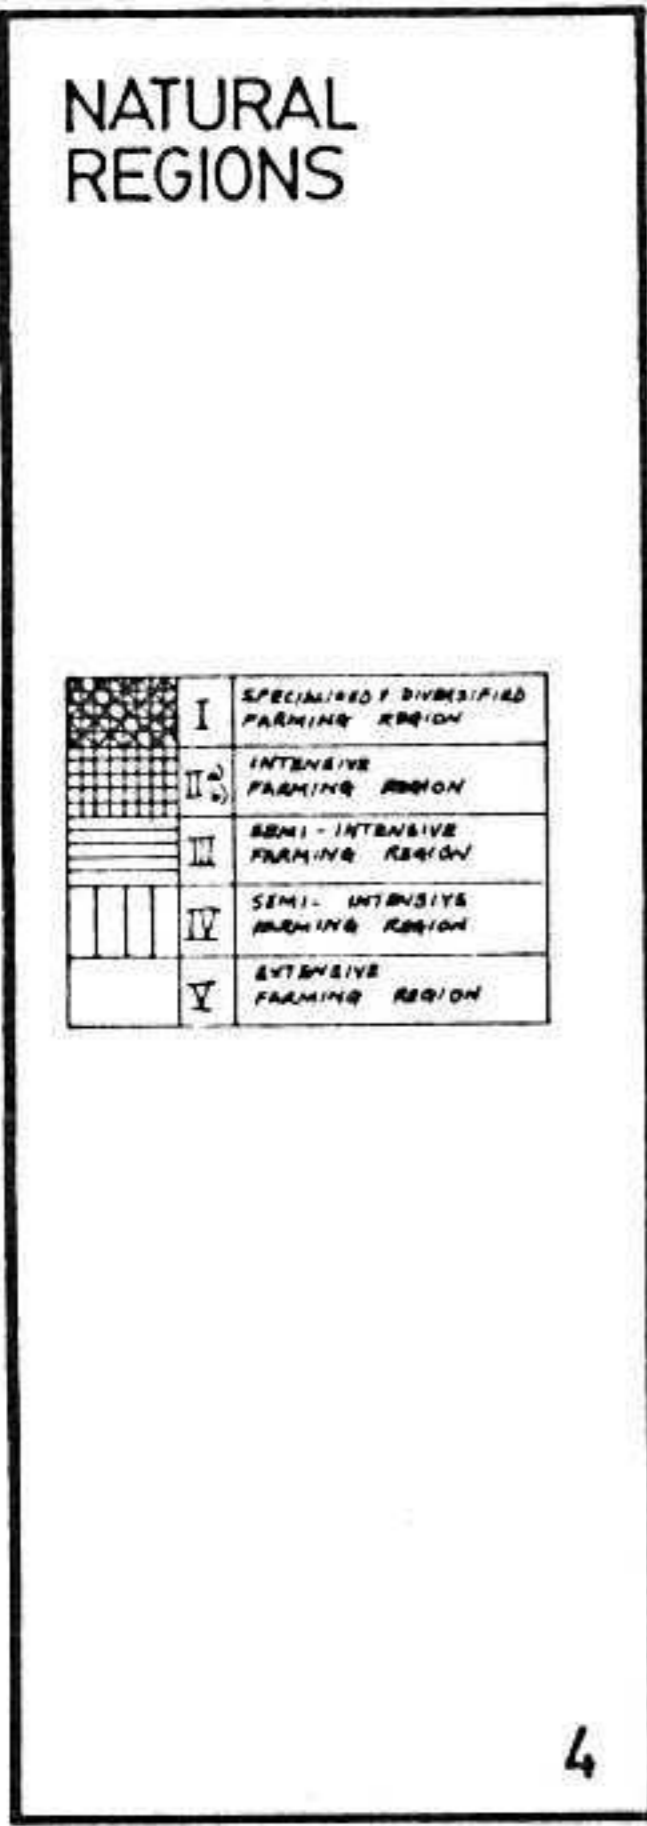 NATURAL
REGIONS
I SPECIALISED & DIVERSIFIED
FARMING REGION
II a) INTENSIVE
b) FARMING REGION
III SEMI - INTENSIVE
FARMING REGION
IV SEMI - INTENSIVE
FARMING REGION
V EXTENSIVE
FARMING REGION
4